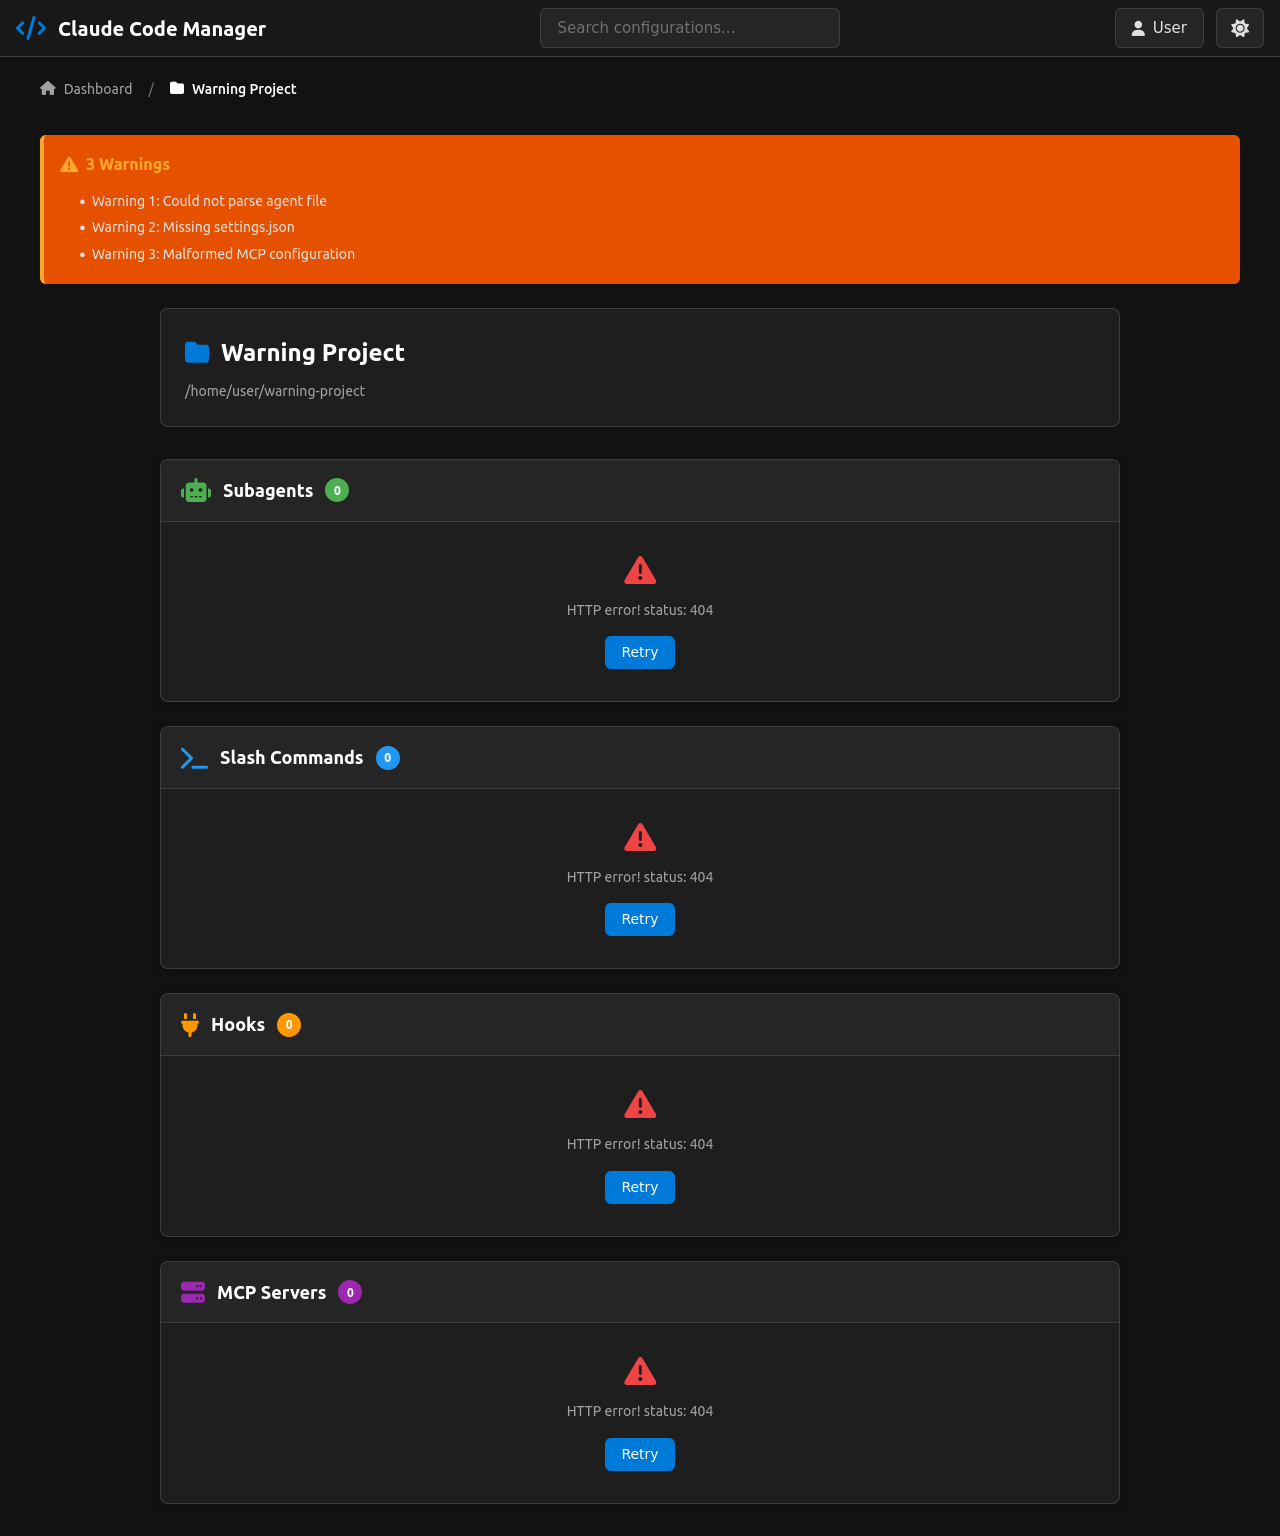 Claude Code Manager
Search configurations...
User
Dashboard / Warning Project
3 Warnings
• Warning 1: Could not parse agent file
• Warning 2: Missing settings.json
• Warning 3: Malformed MCP configuration
Warning Project
/home/user/warning-project
Subagents 0
HTTP error! status: 404
Retry
Slash Commands 0
HTTP error! status: 404
Retry
Hooks 0
HTTP error! status: 404
Retry
MCP Servers 0
HTTP error! status: 404
Retry